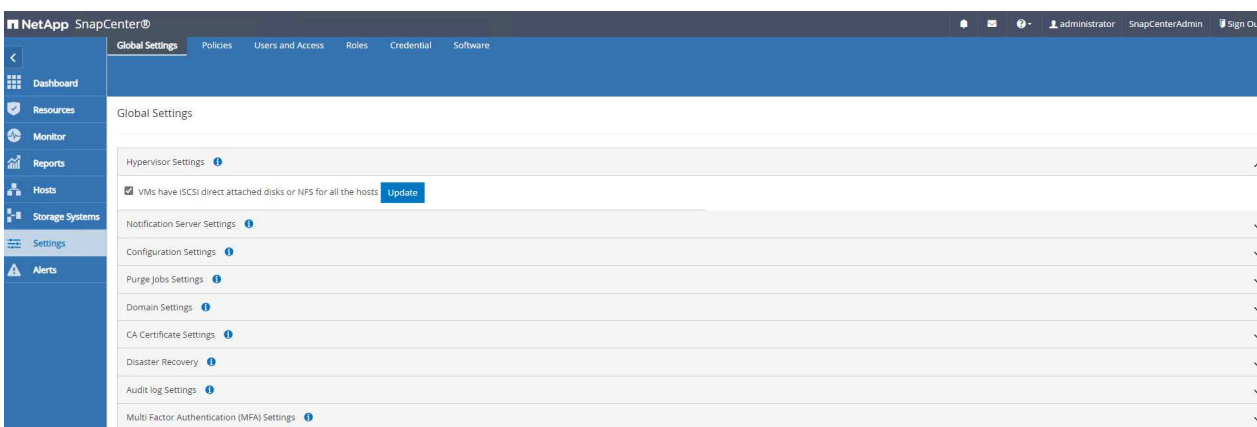 NetApp SnapCenter®
administrator SnapCenterAdmin Sign Ou
Global Settings Policies Users and Access Roles Credential Software
Dashboard
Resources
Monitor
Reports
Hosts
Storage Systems
Settings
Alerts
Global Settings
Hypervisor Settings
VMs have iSCSI direct attached disks or NFS for all the hosts Update
Notification Server Settings
Configuration Settings
Purge Jobs Settings
Domain Settings
CA Certificate Settings
Disaster Recovery
Audit log Settings
Multi Factor Authentication (MFA) Settings